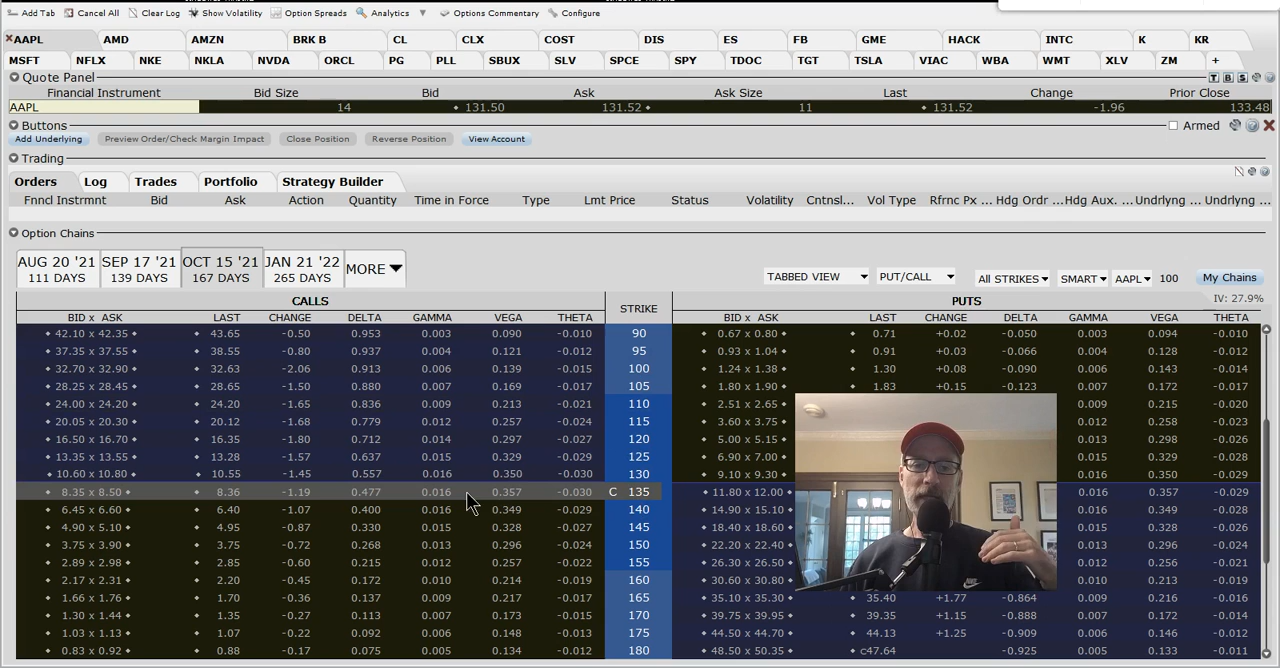 Add Tab Cancel All Clear Log Show Volatility Option Spreads Analytics Options Commentary Configure
AAPL AMD AMZN BRK B CL CLX COST DIS ES FB GME HACK INTC K KR
MSFT NFLX NKE NKLA NVDA ORCL PG PLL SBUX SLV SPCE SPY TDOC TGT TSLA VIAC WBA WMT XLV ZM +
Quote Panel T B S
Financial Instrument Bid Size Bid Ask Ask Size Last Change Prior Close
AAPL 14 131.50 131.52 11 131.52 -1.96 133.48
Buttons Armed
Add Underlying Preview Order/Check Margin Impact Close Position Reverse Position View Account
Trading
Orders Log Trades Portfolio Strategy Builder
Fnncl Instrmnt Bid Ask Action Quantity Time in Force Type Lmt Price Status Volatility Cntnsl... Vol Type Rfrnc Px ... Hdg Ordr ... Hdg Aux. ... Undrlyng ... Undrlyng ...
Option Chains
AUG 20 '21 SEP 17 '21 OCT 15 '21 JAN 21 '22 MORE
111 DAYS 139 DAYS 167 DAYS 265 DAYS
TABBED VIEW PUT/CALL All STRIKES SMART AAPL 100 My Chains
CALLS STRIKE PUTS IV: 27.9%
BID x ASK LAST CHANGE DELTA GAMMA VEGA THETA BID x ASK LAST CHANGE DELTA GAMMA VEGA THETA
42.10 x 42.35 43.65 -0.50 0.953 0.003 0.090 -0.010 90 0.67 x 0.80 0.71 +0.02 -0.050 0.003 0.094 -0.010
37.35 x 37.55 38.55 -0.80 0.937 0.004 0.121 -0.012 95 0.93 x 1.04 0.91 +0.03 -0.066 0.004 0.128 -0.012
32.70 x 32.90 32.63 -2.06 0.913 0.006 0.139 -0.015 100 1.24 x 1.38 1.30 +0.08 -0.090 0.006 0.143 -0.014
28.25 x 28.45 28.65 -1.50 0.880 0.007 0.169 -0.017 105 1.80 x 1.90 1.83 +0.15 -0.123 0.007 0.172 -0.017
24.00 x 24.20 24.20 -1.65 0.836 0.009 0.213 -0.021 110 2.51 x 2.65 0.009 0.215 -0.020
20.05 x 20.30 20.12 -1.68 0.779 0.012 0.257 -0.024 115 3.60 x 3.75 0.012 0.258 -0.023
16.50 x 16.70 16.35 -1.80 0.712 0.014 0.297 -0.027 120 5.00 x 5.15 0.013 0.298 -0.026
13.35 x 13.55 13.28 -1.57 0.637 0.015 0.329 -0.029 125 6.90 x 7.00 0.015 0.329 -0.028
10.60 x 10.80 10.55 -1.45 0.557 0.016 0.350 -0.030 130 9.10 x 9.30 0.016 0.350 -0.029
8.35 x 8.50 8.36 -1.19 0.477 0.016 0.357 -0.030 C 135 11.80 x 12.00 0.016 0.357 -0.029
6.45 x 6.60 6.40 -1.07 0.400 0.016 0.349 -0.029 140 14.90 x 15.10 0.016 0.349 -0.028
4.90 x 5.10 4.95 -0.80 0.330 0.015 0.328 -0.027 145 18.40 x 18.60 0.015 0.328 -0.026
3.75 x 3.90 3.75 -0.72 0.268 0.013 0.296 -0.024 150 22.20 x 22.40 0.013 0.296 -0.024
2.89 x 2.98 2.85 -0.60 0.215 0.012 0.257 -0.022 155 26.30 x 26.50 0.012 0.256 -0.021
2.17 x 2.31 2.20 -0.45 0.172 0.010 0.214 -0.019 160 30.60 x 30.80 0.010 0.213 -0.019
1.66 x 1.76 1.70 -0.36 0.137 0.009 0.217 -0.017 165 35.10 x 35.30 35.40 +1.77 -0.864 0.009 0.216 -0.016
1.30 x 1.44 1.35 -0.27 0.113 0.007 0.173 -0.015 170 39.75 x 39.95 39.35 +1.15 -0.888 0.007 0.172 -0.014
1.03 x 1.13 1.07 -0.22 0.092 0.006 0.148 -0.013 175 44.50 x 44.70 44.13 +1.25 -0.909 0.006 0.146 -0.012
0.83 x 0.92 0.88 -0.17 0.075 0.005 0.134 -0.012 180 48.50 x 50.35 c47.64 -0.925 0.005 0.133 -0.011